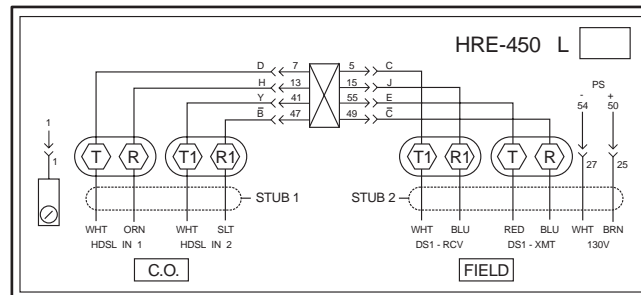 HRE-450 L
D 7 5 C
H 13 15 J
Y 41 55 E
B̅ 47 49 C̅
PS
- +
54 50
1
1
27 25
T R T1 R1 T1 R1 T R
STUB 1 STUB 2
WHT ORN WHT SLT WHT BLU RED BLU WHT BRN
HDSL IN 1 HDSL IN 2 DS1 - RCV DS1 - XMT 130V
C.O. FIELD